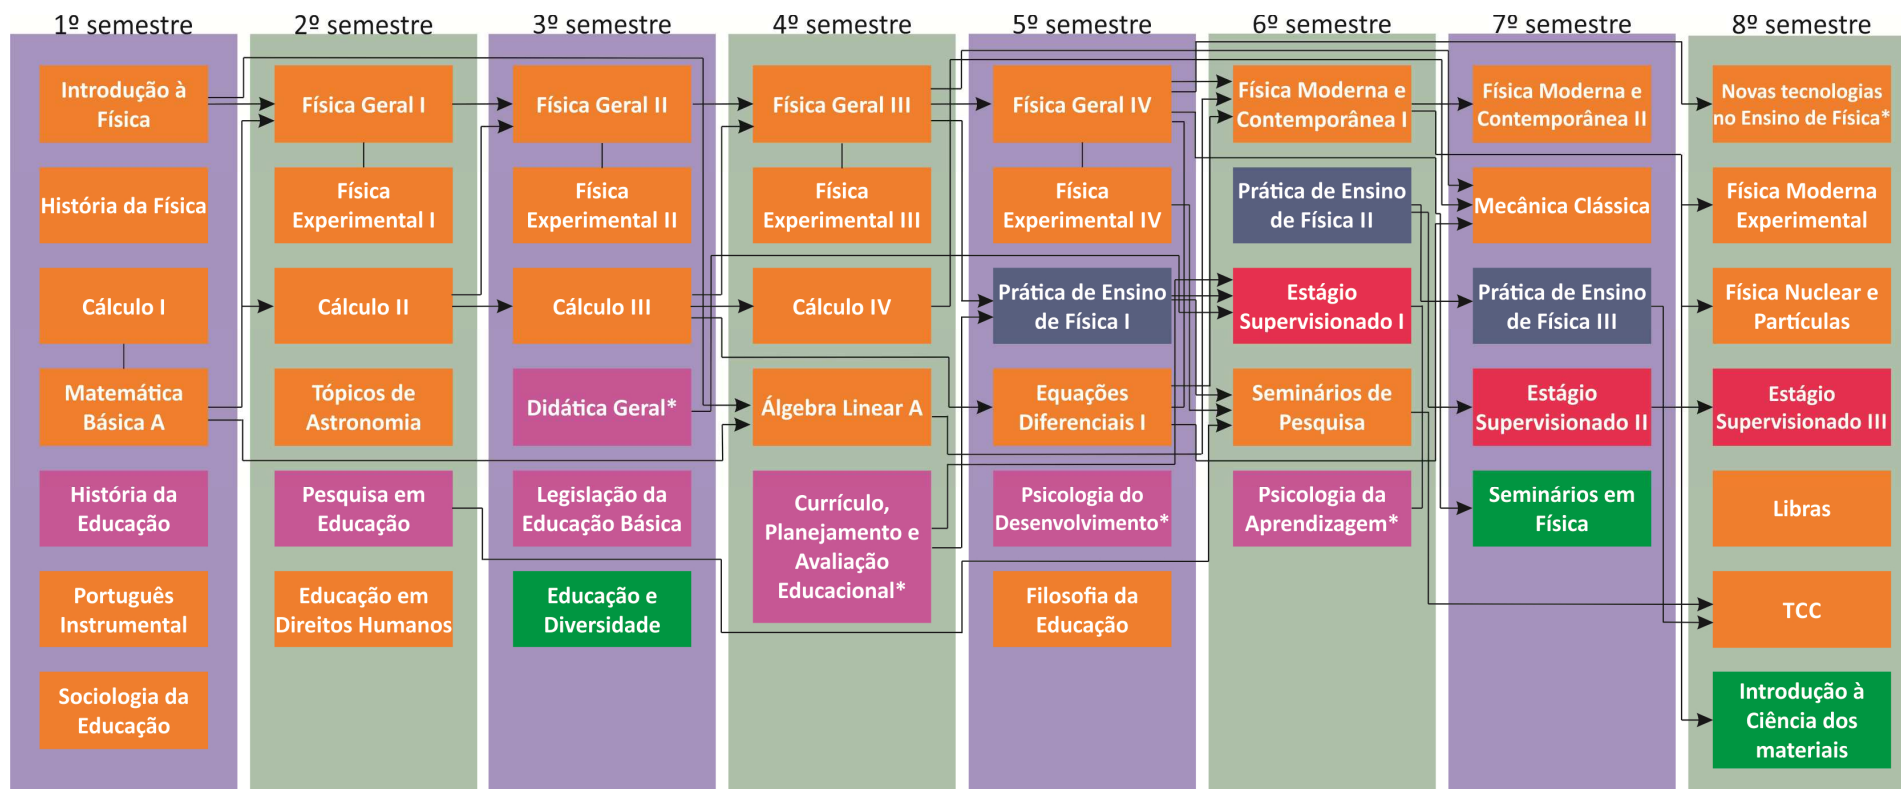 1º semestre
2º semestre
3º semestre
4º semestre
5º semestre
6º semestre
7º semestre
8º semestre
Introdução à
Física
História da Física
Cálculo I
Matemática
Básica A
História da
Educação
Português
Instrumental
Sociologia da
Educação
Física Geral I
Física
Experimental I
Cálculo II
Tópicos de
Astronomia
Pesquisa em
Educação
Educação em
Direitos Humanos
Física Geral II
Física
Experimental II
Cálculo III
Didática Geral*
Legislação da
Educação Básica
Educação e
Diversidade
Física Geral III
Física
Experimental III
Cálculo IV
Álgebra Linear A
Currículo,
Planejamento e
Avaliação
Educacional*
Física Geral IV
Física
Experimental IV
Prática de Ensino
de Física I
Equações
Diferenciais I
Psicologia do
Desenvolvimento*
Filosofia da
Educação
Física Moderna e
Contemporânea I
Prática de Ensino
de Física II
Estágio
Supervisionado I
Seminários de
Pesquisa
Psicologia da
Aprendizagem*
Física Moderna e
Contemporânea II
Mecânica Clássica
Prática de Ensino
de Física III
Estágio
Supervisionado II
Seminários em
Física
Novas tecnologias
no Ensino de Física*
Física Moderna
Experimental
Física Nuclear e
Partículas
Estágio
Supervisionado III
Libras
TCC
Introdução à
Ciência dos
materiais